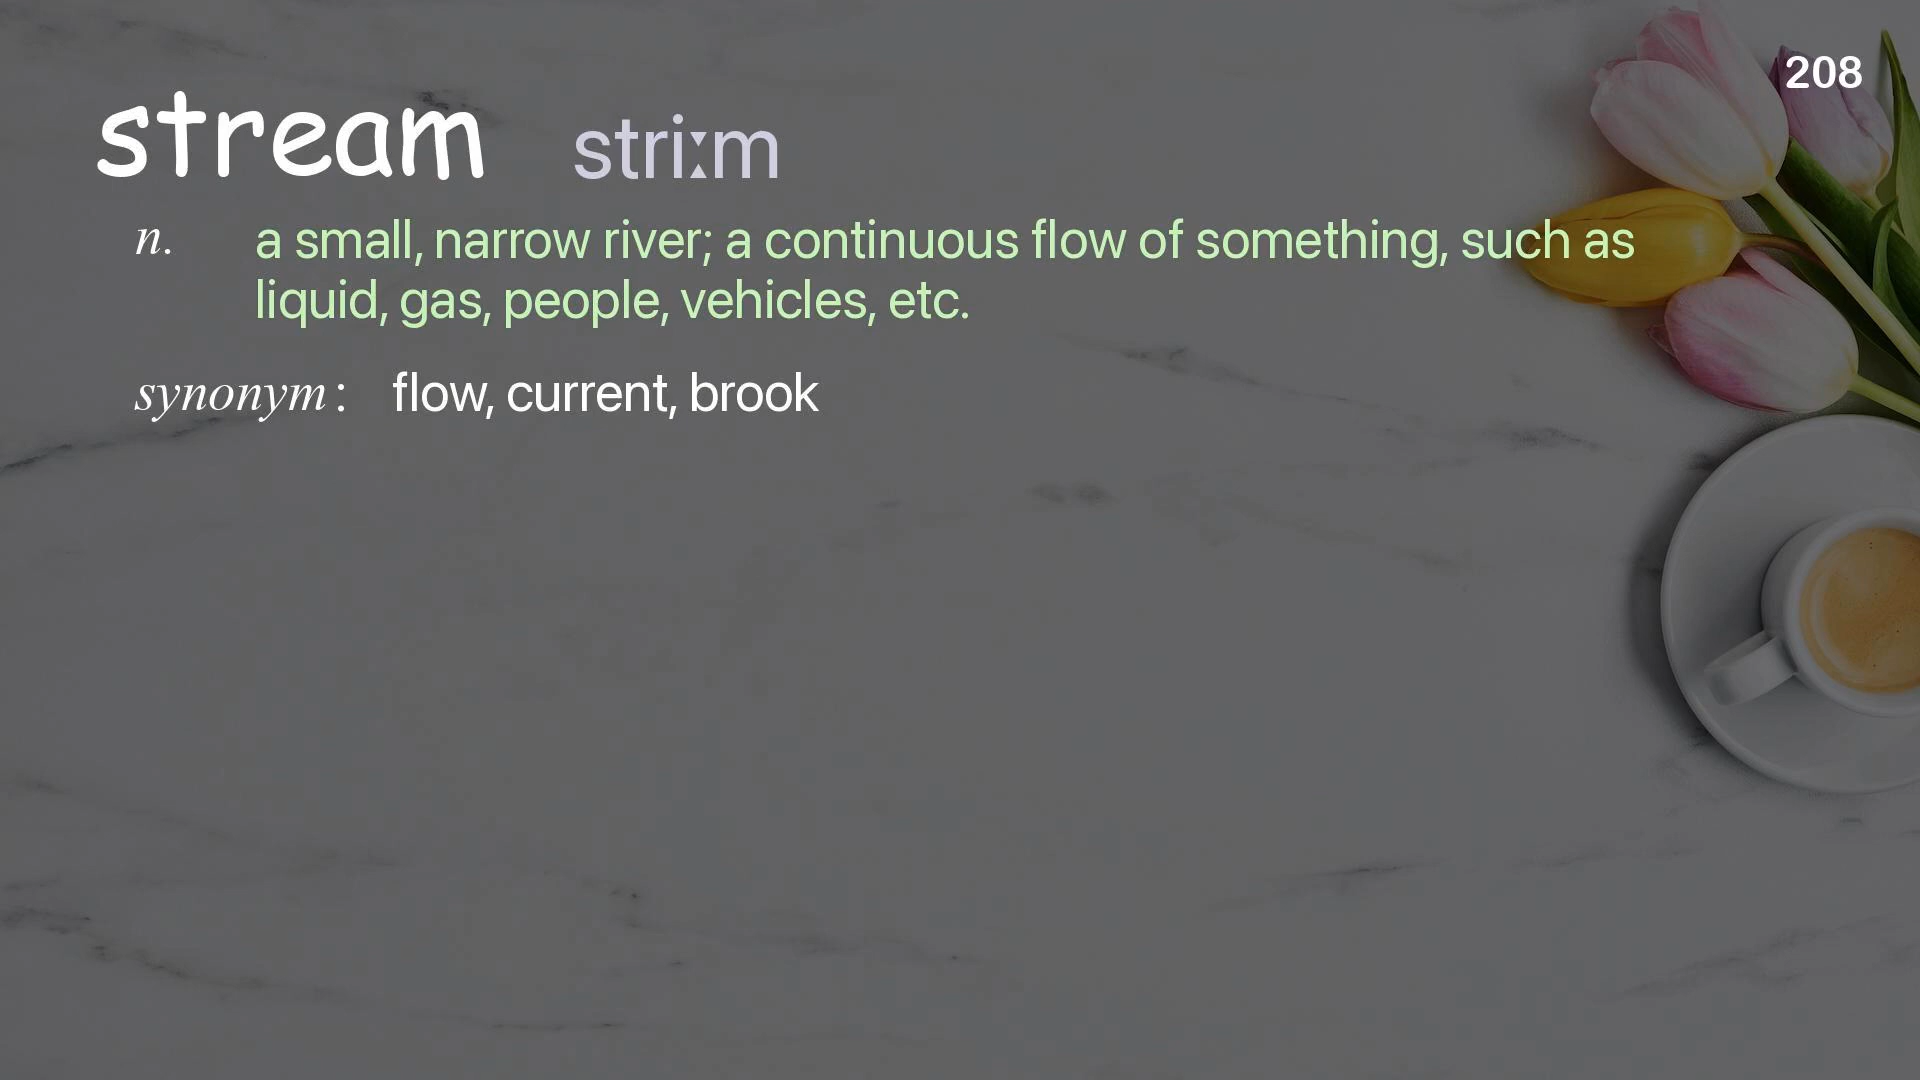 208
stream striːm
n. a small, narrow river; a continuous flow of something, such as
liquid, gas, people, vehicles, etc.
synonym: flow, current, brook